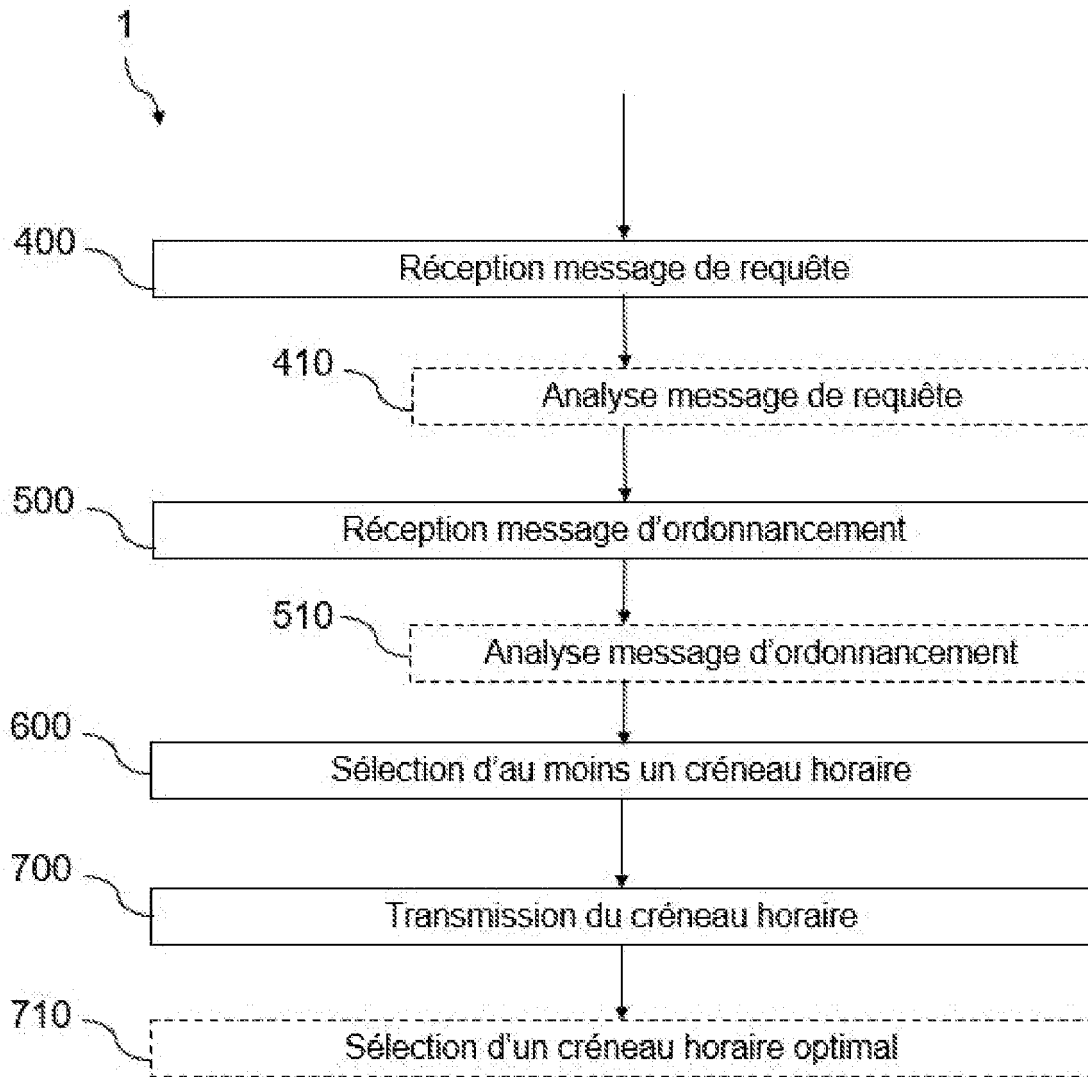 1
400
Réception message de requête
410
Analyse message de requête
500
Réception message d'ordonnancement
510
Analyse message d'ordonnancement
600
Sélection d'au moins un créneau horaire
700
Transmission du créneau horaire
710
Sélection d'un créneau horaire optimal